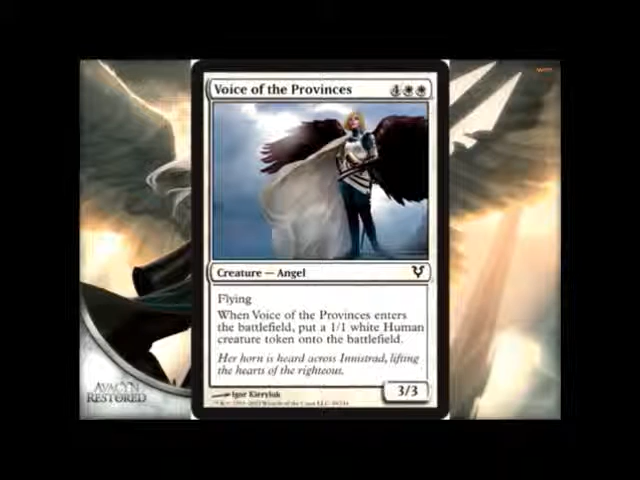 Voice of the Provinces
4
Creature — Angel
Flying
When Voice of the Provinces enters
the battlefield, put a 1/1 white Human
creature token onto the battlefield.
Her horn is heard across Innistrad, lifting
the hearts of the righteous.
3/3
Igor Kieryluk
AVACYN
RESTORED